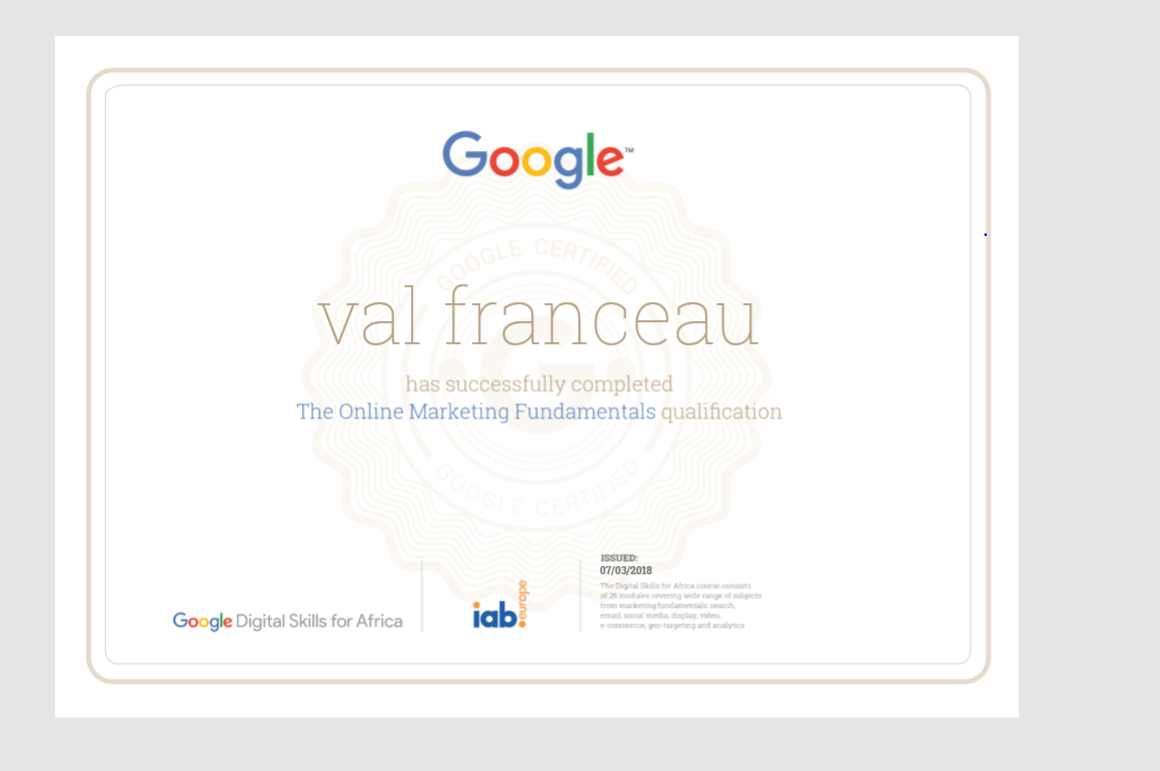 Google™
GOOGLE CERTIFIED
val franceau
has successfully completed
The Online Marketing Fundamentals qualification
GOOGLE CERTIFIED
Google Digital Skills for Africa
iab europe
ISSUED:
07/03/2018
The Digital Skills for Africa course consists
of 26 modules covering wide range of subjects
from marketing fundamentals: search,
email, social media, display, video,
e-commerce, geo-targeting and analytics